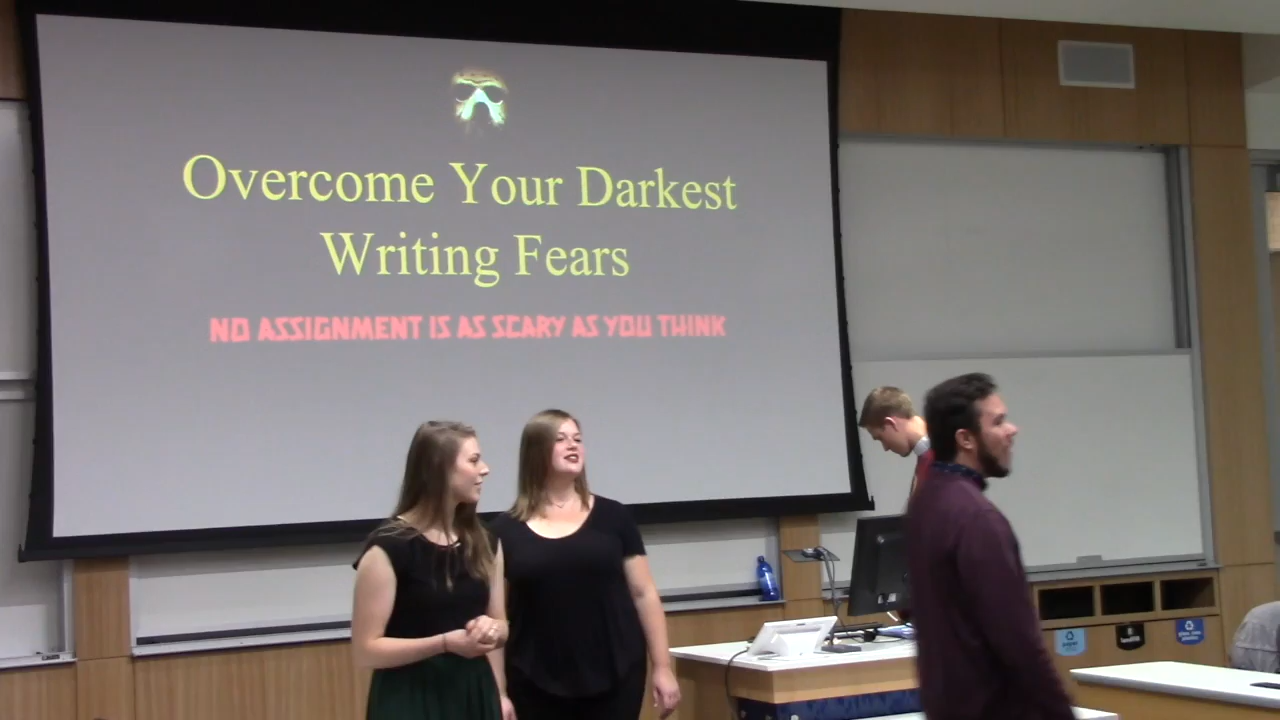 Overcome Your Darkest
Writing Fears
NO ASSIGNMENT IS AS SCARY AS YOU THINK